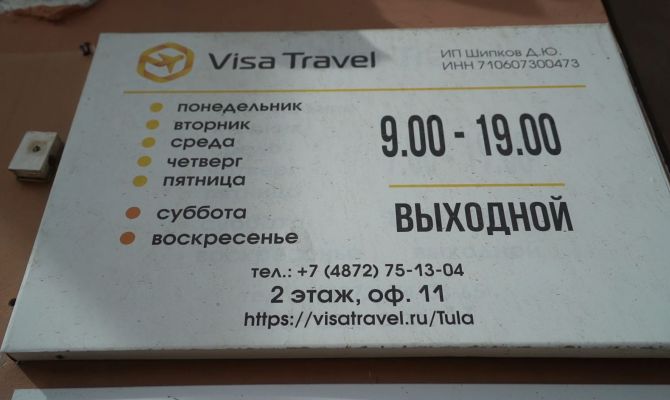 Visa Travel
ИП Шипков Д.Ю.
ИНН 710607300473
понедельник
вторник
среда
четверг
пятница
9.00 - 19.00
суббота
воскресенье
ВЫХОДНОЙ
тел.: +7 (4872) 75-13-04
2 этаж, оф. 11
https://visatravel.ru/Tula